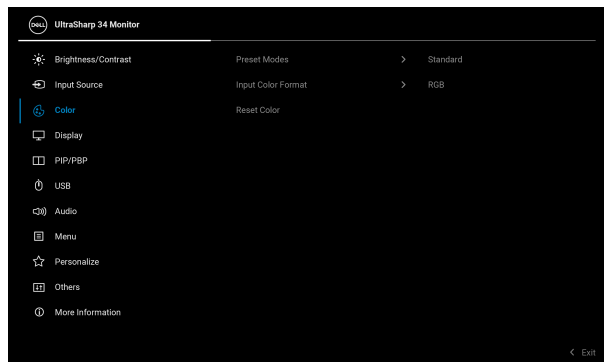 DELL UltraSharp 34 Monitor
Brightness/Contrast Preset Modes > Standard
Input Source Input Color Format > RGB
Color Reset Color
Display
PIP/PBP
USB
Audio
Menu
Personalize
Others
More Information
< Exit